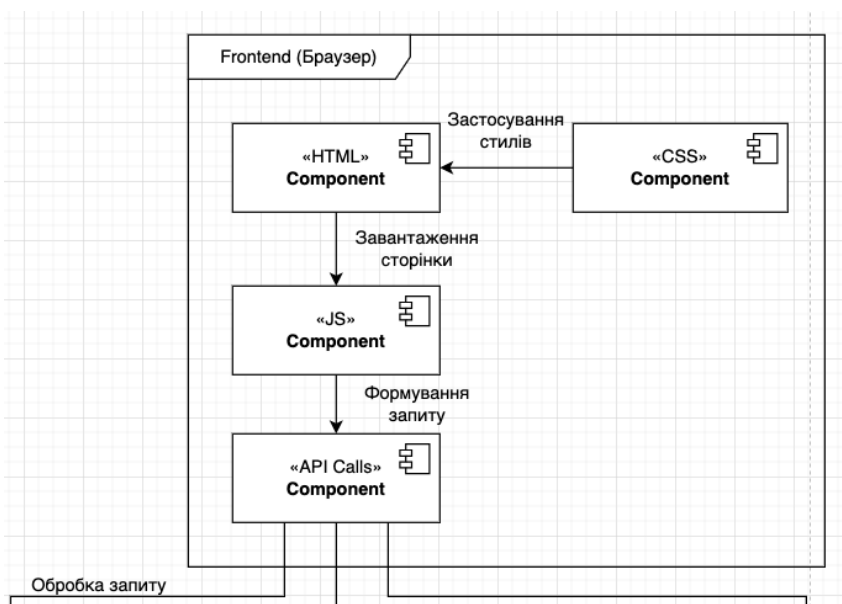 Frontend (Браузер)
Застосування
стилів
«HTML»
Component
«CSS»
Component
Завантаження
сторінки
«JS»
Component
Формування
запиту
«API Calls»
Component
Обробка запиту